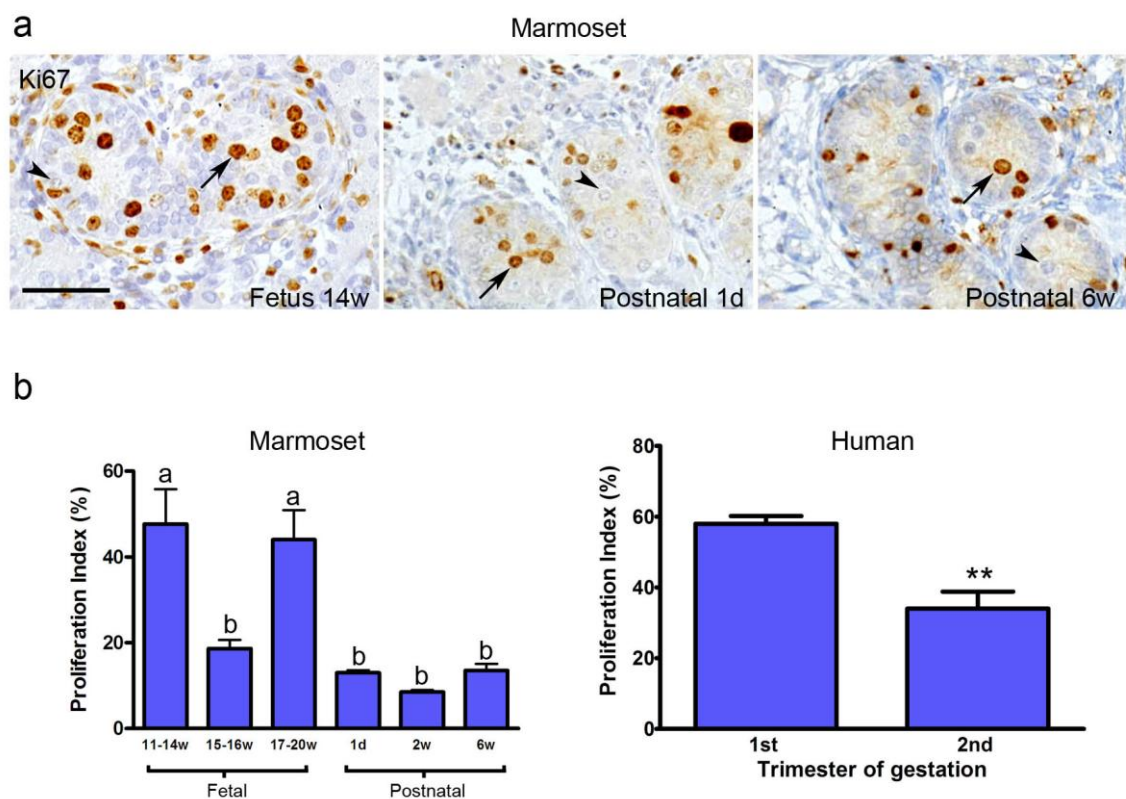 a
Marmoset
Ki67
Fetus 14w
Postnatal 1d
Postnatal 6w
b
Marmoset
Proliferation Index (%)
60
40
20
0
a
b
a
b
b
b
11-14w 15-16w 17-20w 1d 2w 6w
Fetal Postnatal
Human
Proliferation Index (%)
80
60
40
20
0
**
1st 2nd
Trimester of gestation